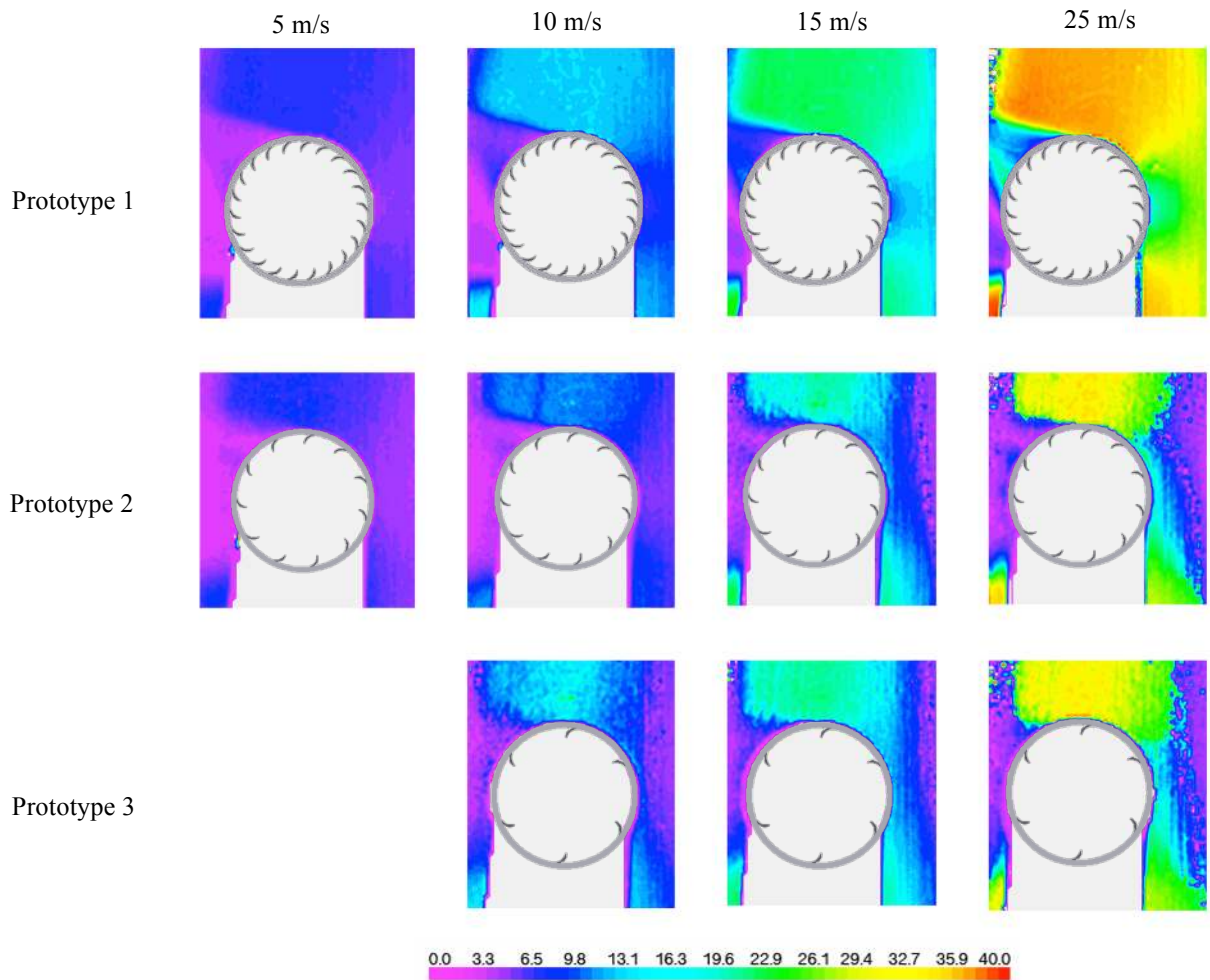 5 m/s 10 m/s 15 m/s 25 m/s
Prototype 1
Prototype 2
Prototype 3
0.0 3.3 6.5 9.8 13.1 16.3 19.6 22.9 26.1 29.4 32.7 35.9 40.0